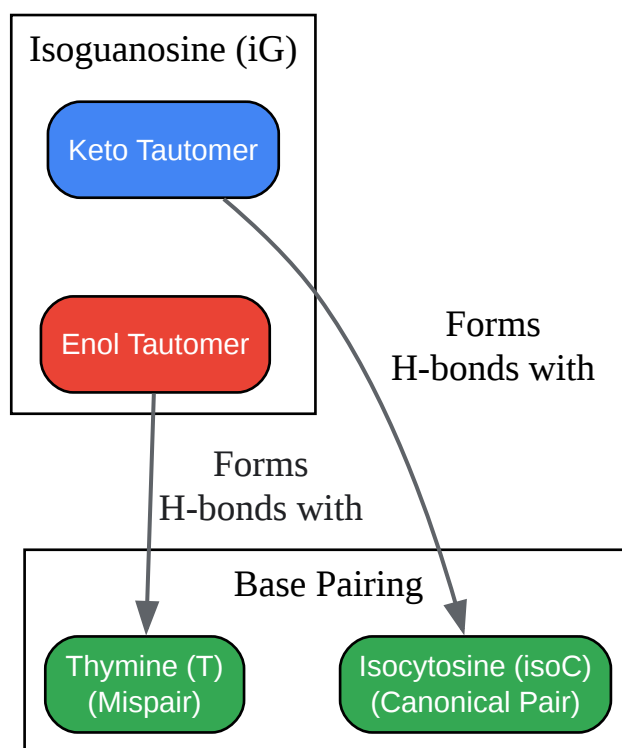 Isoguanosine (iG)
Keto Tautomer
Enol Tautomer
Forms
H-bonds with
Forms
H-bonds with
Base Pairing
Thymine (T)
(Mispair)
Isocytosine (isoC)
(Canonical Pair)